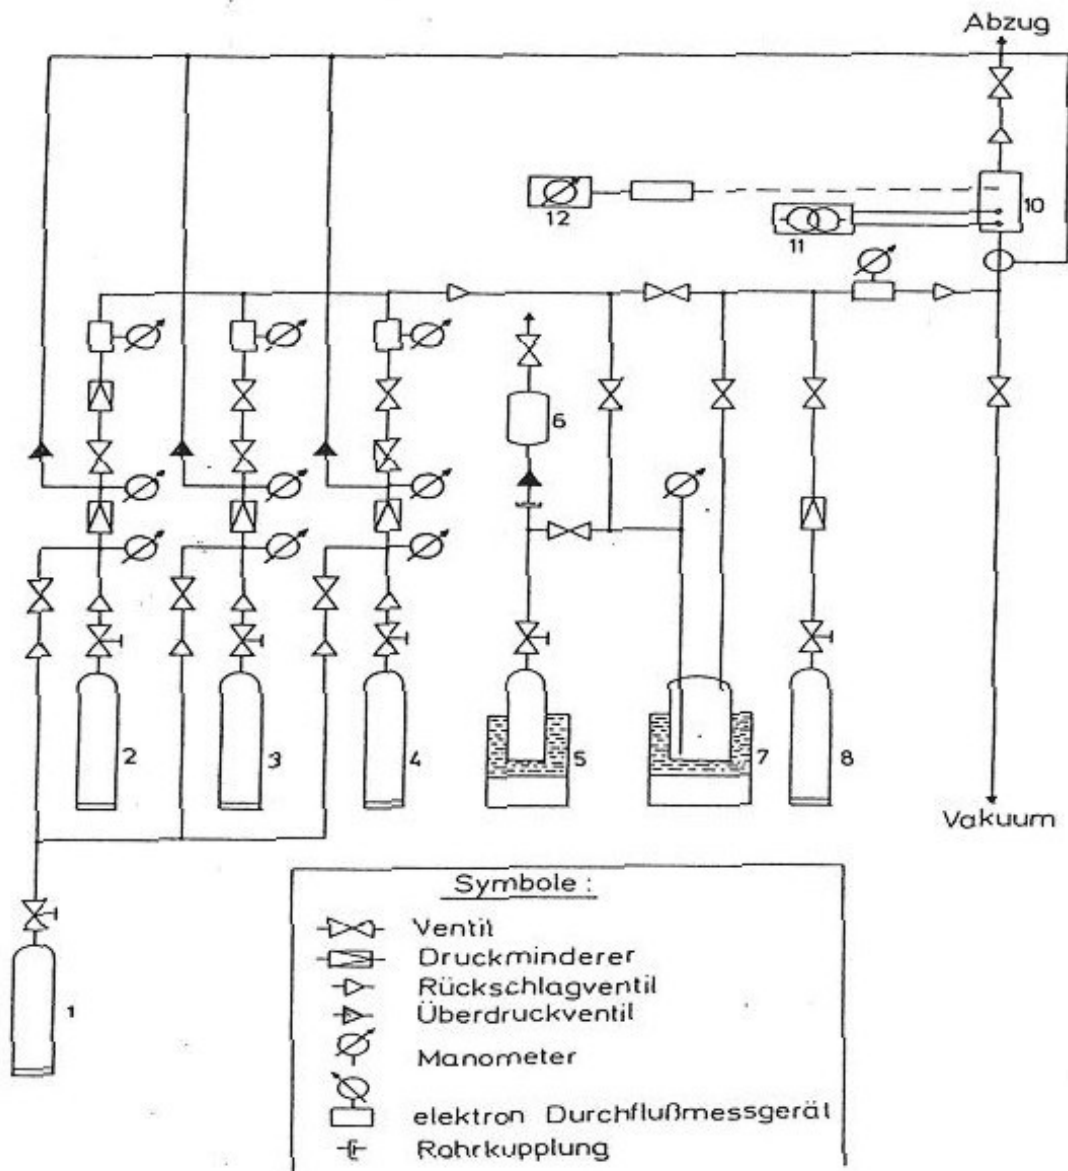 Abzug
10
12
11
6
2
3
4
5
7
8
Vakuum
1
Symbole :
Ventil
Druckminderer
Rückschlagventil
Überdruckventil
Manometer
elektron Durchflußmessgerät
Rohrkupplung